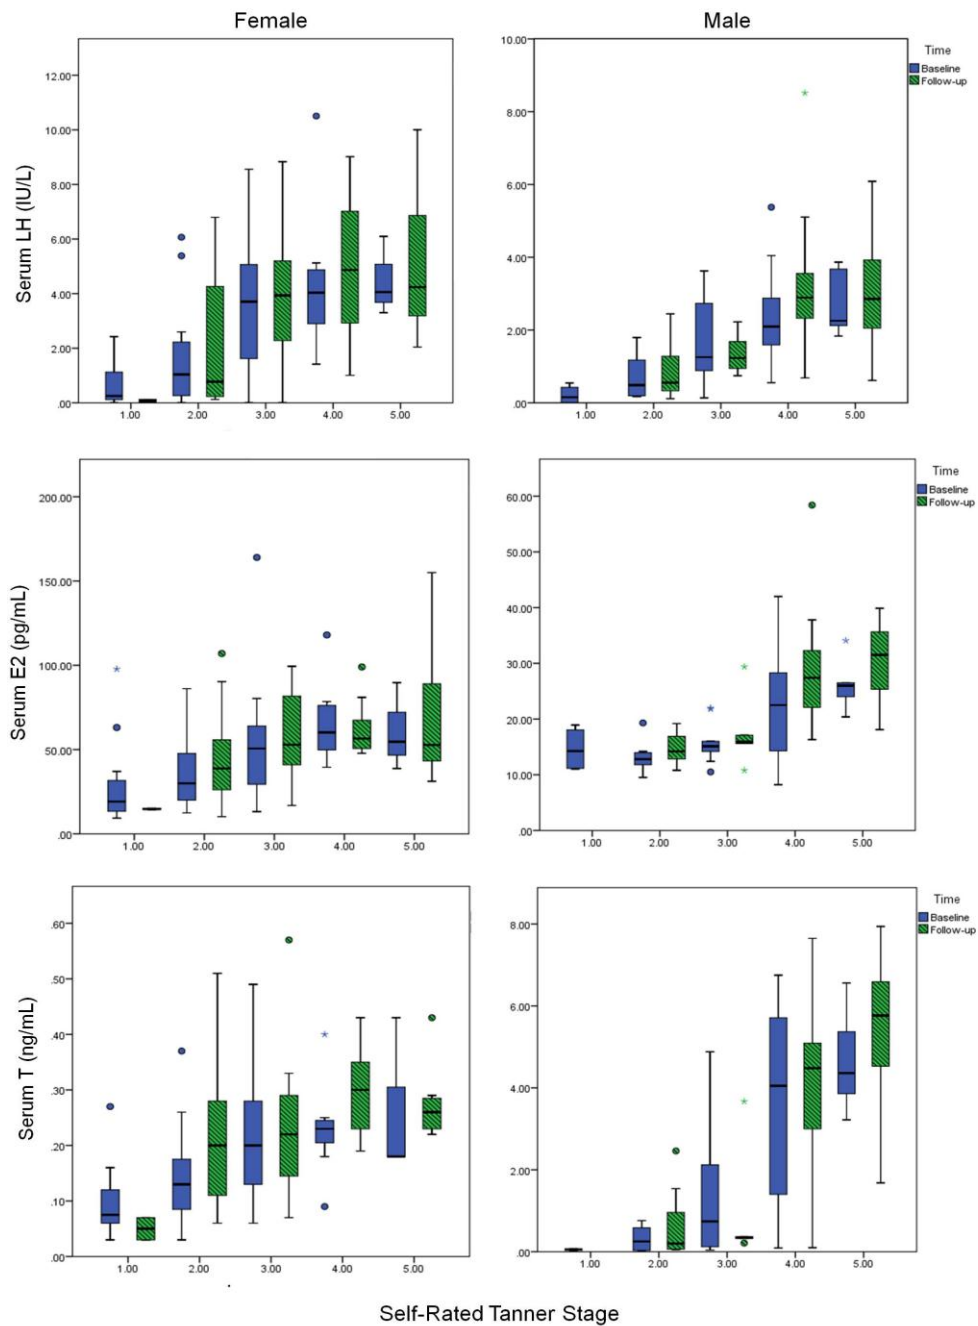 Female
Male
Serum LH (IU/L)
12.00
10.00
8.00
6.00
4.00
2.00
.00
1.00 2.00 3.00 4.00 5.00
10.00
8.00
6.00
4.00
2.00
.00
1.00 2.00 3.00 4.00 5.00
Time
Baseline
Follow-up
Serum E2 (pg/mL)
200.00
150.00
100.00
50.00
.00
1.00 2.00 3.00 4.00 5.00
60.00
50.00
40.00
30.00
20.00
10.00
.00
1.00 2.00 3.00 4.00 5.00
Time
Baseline
Follow-up
Serum T (ng/mL)
.60
.50
.40
.30
.20
.10
.00
1.00 2.00 3.00 4.00 5.00
8.00
6.00
4.00
2.00
.00
1.00 2.00 3.00 4.00 5.00
Time
Baseline
Follow-up
Self-Rated Tanner Stage